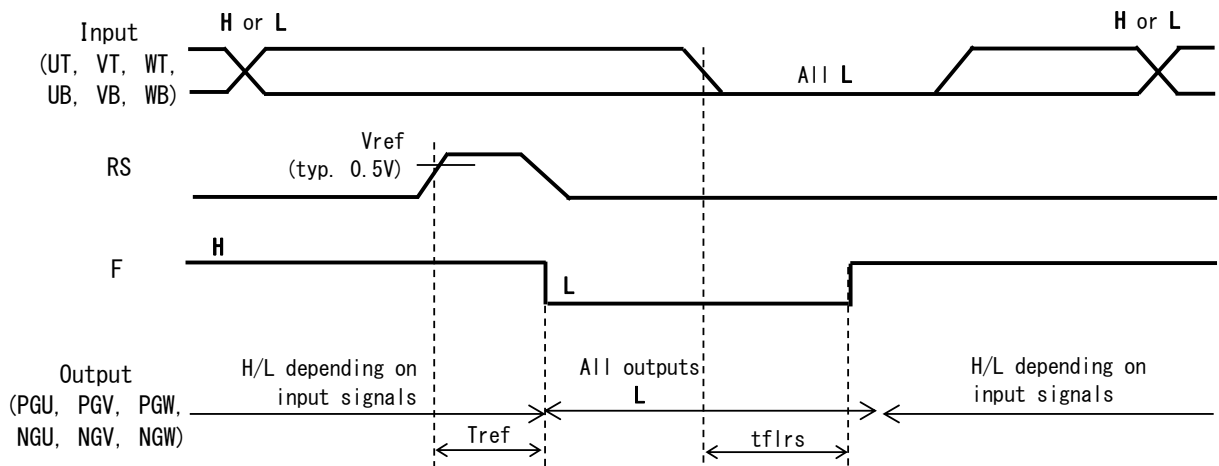 H or L
H or L
Input
(UT, VT, WT,
UB, VB, WB)
All L
Vref
(typ. 0.5V)
RS
H
F
L
Output
(PGU, PGV, PGW,
NGU, NGV, NGW)
H/L depending on
input signals
All outputs
L
H/L depending on
input signals
Tref
tflrs